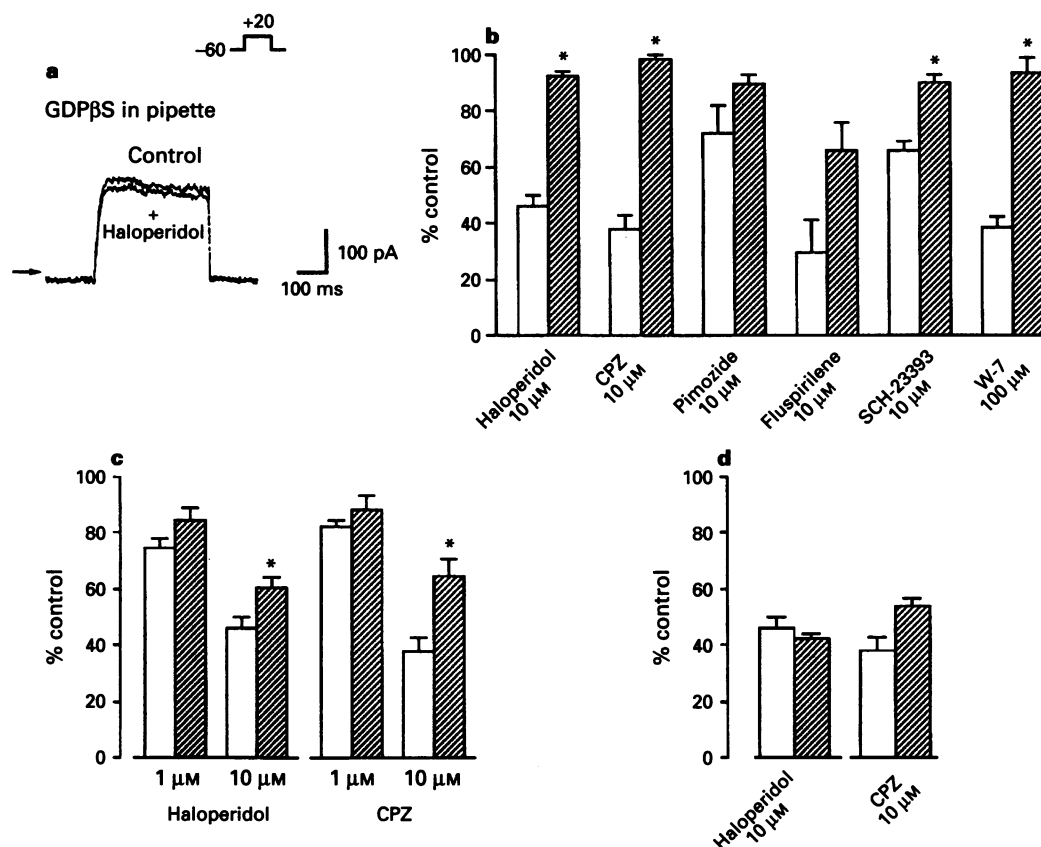 +20
−60
a
GDPβS in pipette
Control
+
Haloperidol
100 pA
100 ms
b
% control
100
80
60
40
20
0
*
*
*
*
Haloperidol
10 μM
CPZ
10 μM
Pimozide
10 μM
Fluspirilene
10 μM
SCH-23393
10 μM
W-7
100 μM
c
% control
100
80
60
40
20
0
*
*
1 μM 10 μM 1 μM 10 μM
Haloperidol CPZ
d
% control
100
80
60
40
20
0
Haloperidol
10 μM
CPZ
10 μM